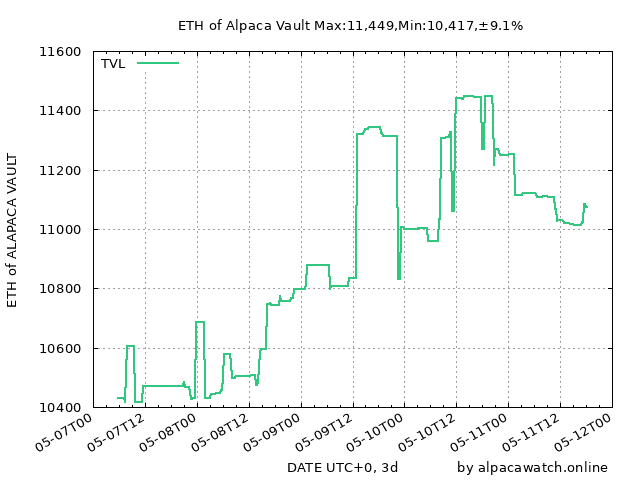 ETH of Alpaca Vault Max:11,449,Min:10,417,±9.1%
TVL
ETH of ALAPACA VAULT
11600
11400
11200
11000
10800
10600
10400
05-07T00
05-07T12
05-08T00
05-08T12
05-09T00
05-09T12
05-10T00
05-10T12
05-11T00
05-11T12
05-12T00
DATE UTC+0, 3d
by alpacawatch.online